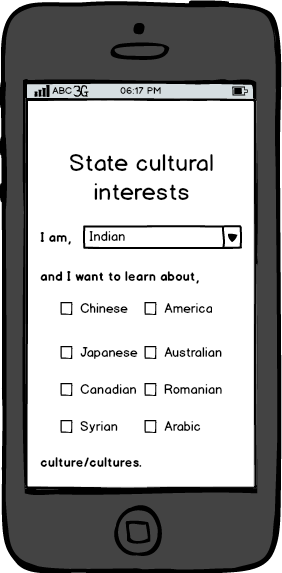 ABC 3G 06:17 PM
State cultural
interests
I am, Indian
and I want to learn about,
Chinese America
Japanese Australian
Canadian Romanian
Syrian Arabic
culture/cultures.